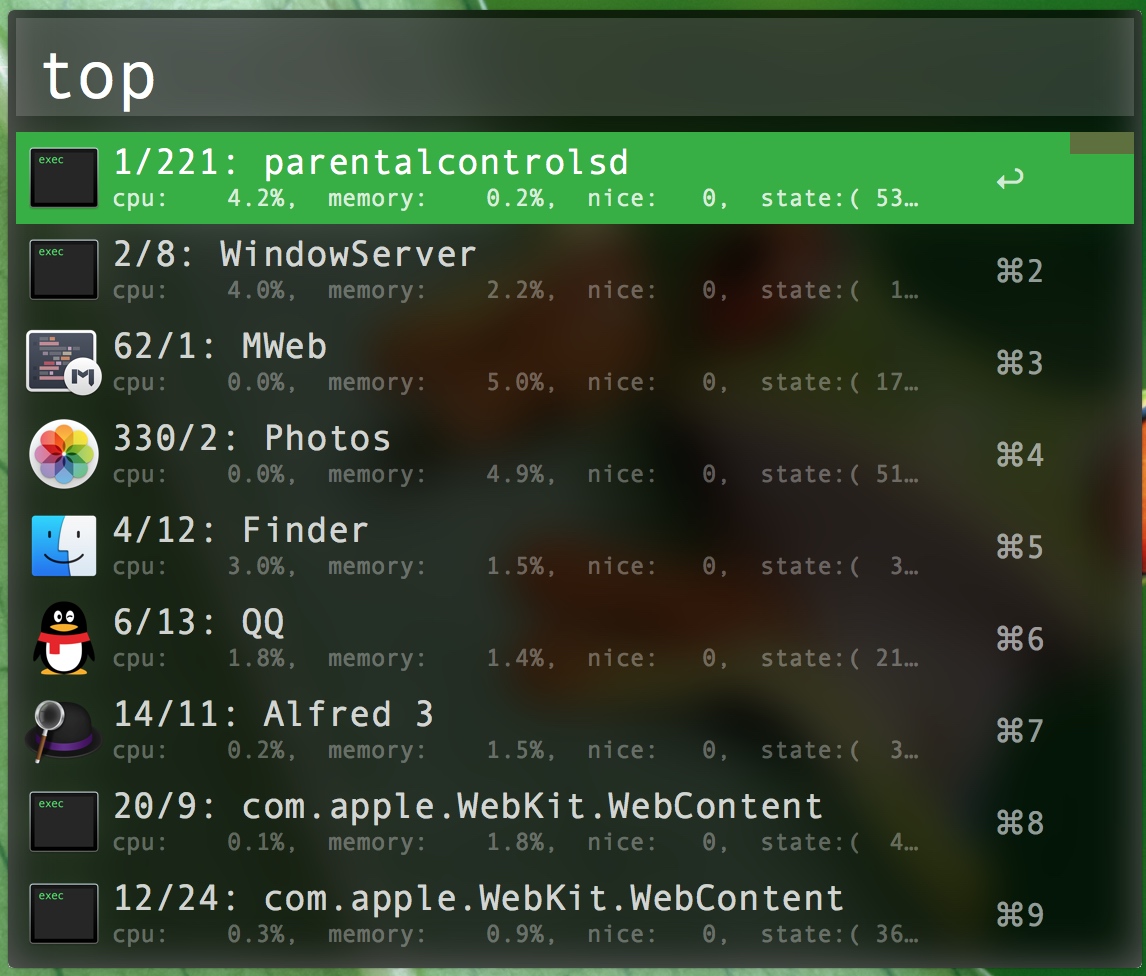 top
exec
1/221: parentalcontrolsd
cpu: 4.2%, memory: 0.2%, nice: 0, state:( 53…
↩
exec
2/8: WindowServer
cpu: 4.0%, memory: 2.2%, nice: 0, state:( 1…
⌘2
62/1: MWeb
cpu: 0.0%, memory: 5.0%, nice: 0, state:( 17…
⌘3
330/2: Photos
cpu: 0.0%, memory: 4.9%, nice: 0, state:( 51…
⌘4
4/12: Finder
cpu: 3.0%, memory: 1.5%, nice: 0, state:( 3…
⌘5
6/13: QQ
cpu: 1.8%, memory: 1.4%, nice: 0, state:( 21…
⌘6
14/11: Alfred 3
cpu: 0.2%, memory: 1.5%, nice: 0, state:( 3…
⌘7
exec
20/9: com.apple.WebKit.WebContent
cpu: 0.1%, memory: 1.8%, nice: 0, state:( 4…
⌘8
exec
12/24: com.apple.WebKit.WebContent
cpu: 0.3%, memory: 0.9%, nice: 0, state:( 36…
⌘9